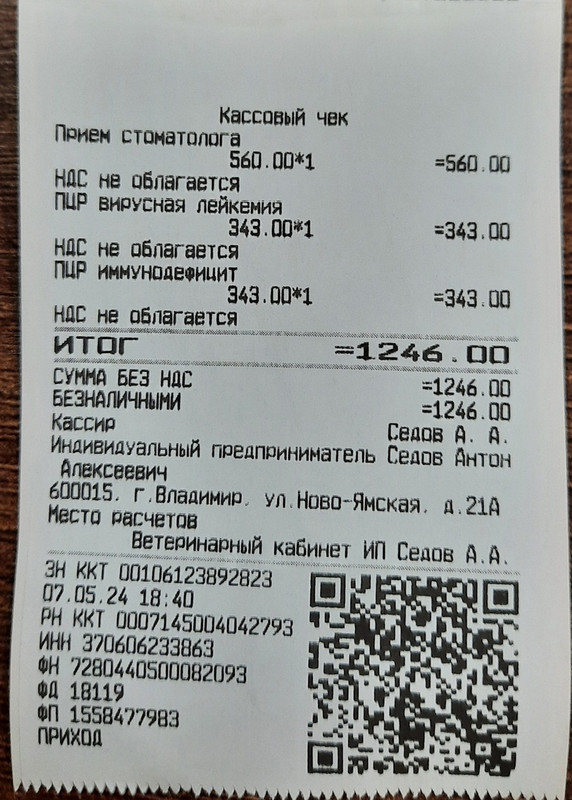 Кассовый чек
Прием стоматолога
560.00*1 =560.00
НДС не облагается
ПЦР вирусная лейкемия
343.00*1 =343.00
НДС не облагается
ПЦР иммунодефицит
343.00*1 =343.00
НДС не облагается
ИТОГ =1246.00
СУММА БЕЗ НДС =1246.00
БЕЗНАЛИЧНЫМИ =1246.00
Кассир Седов А. А.
Индивидуальный предприниматель Седов Антон
Алексеевич
600015, г.Владимир, ул.Ново-Ямская, д.21А
Место расчетов
Ветеринарный кабинет ИП Седов А.А.
ЗН ККТ 00106123892823
07.05.24 18:40
РН ККТ 0007145004042793
ИНН 370606233863
ФН 7280440500082093
ФД 18119
ФП 1558477983
ПРИХОД